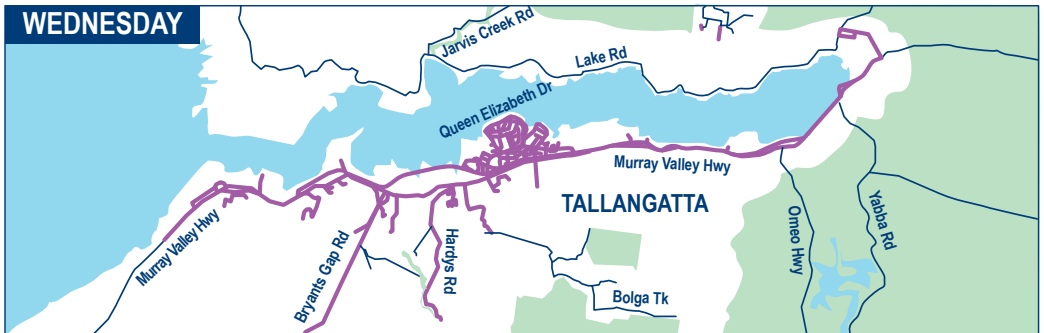 WEDNESDAY
Jarvis Creek Rd
Lake Rd
Queen Elizabeth Dr
Murray Valley Hwy
TALLANGATTA
Murray Valley Hwy
Bryants Gap Rd
Hardys Rd
Omeo Hwy
Yabba Rd
Bolga Tk